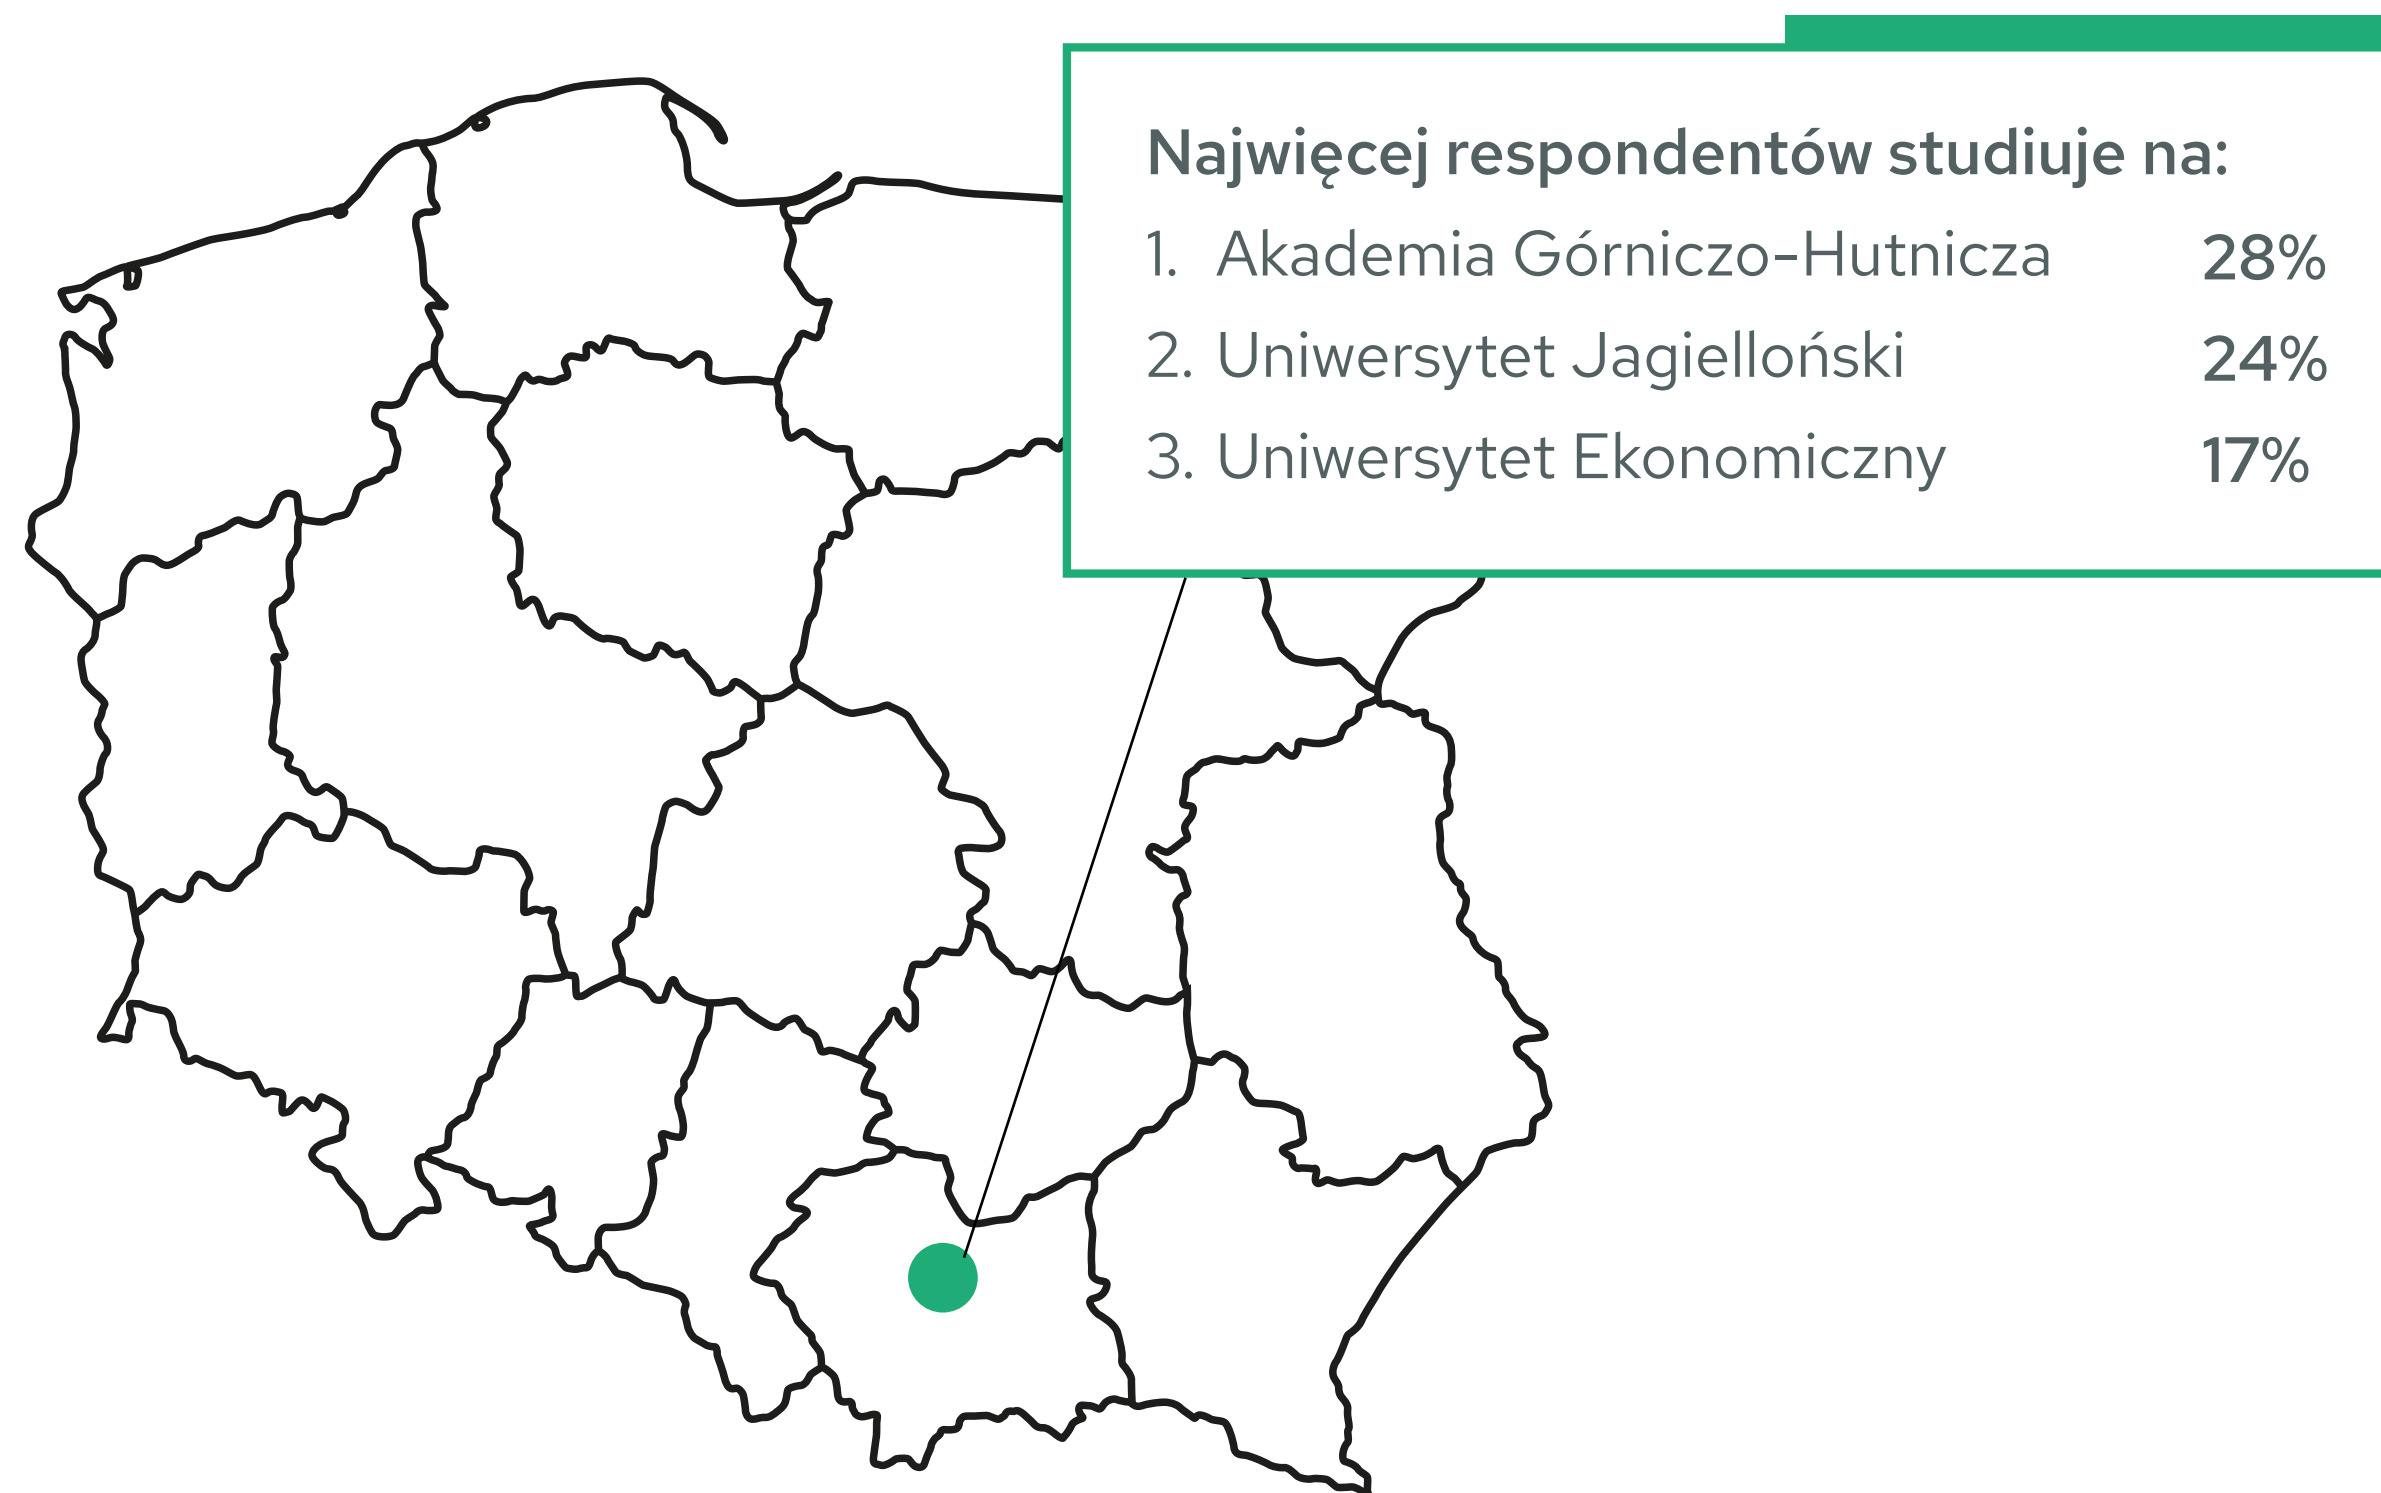 Najwięcej respondentów studiuje na:
1. Akademia Górniczo-Hutnicza 28%
2. Uniwersytet Jagielloński 24%
3. Uniwersytet Ekonomiczny 17%